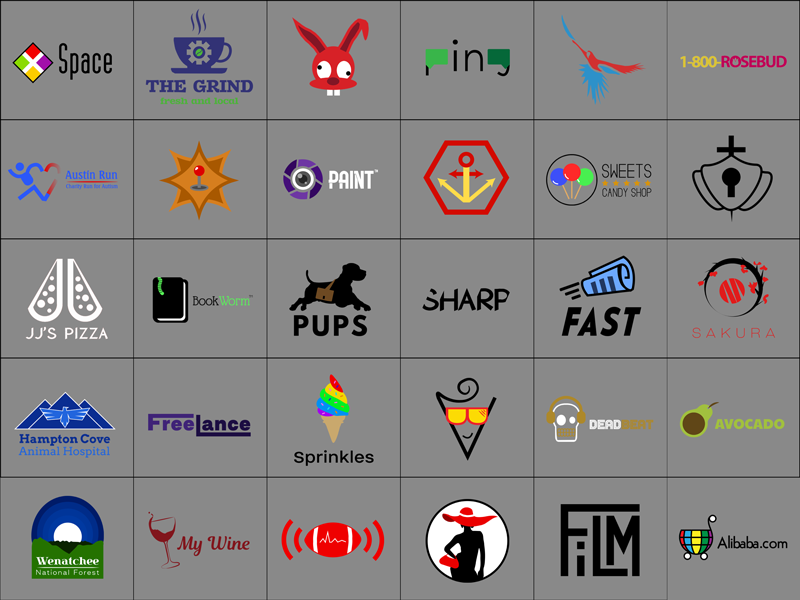 Space
THE GRIND
ping
1-800-ROSEBUD
Austin Run
Charity Run for Autism
PAINT
SWEETS
CANDY SHOP
JJ'S PIZZA
BookWorm
PUPS
SHARP
FAST
SAKURA
Hampton Cove
Animal Hospital
FreeLance
Sprinkles
DEADBEAT
AVOCADO
Wenatchee
National Forest
My Wine
FiLM
Alibaba.com